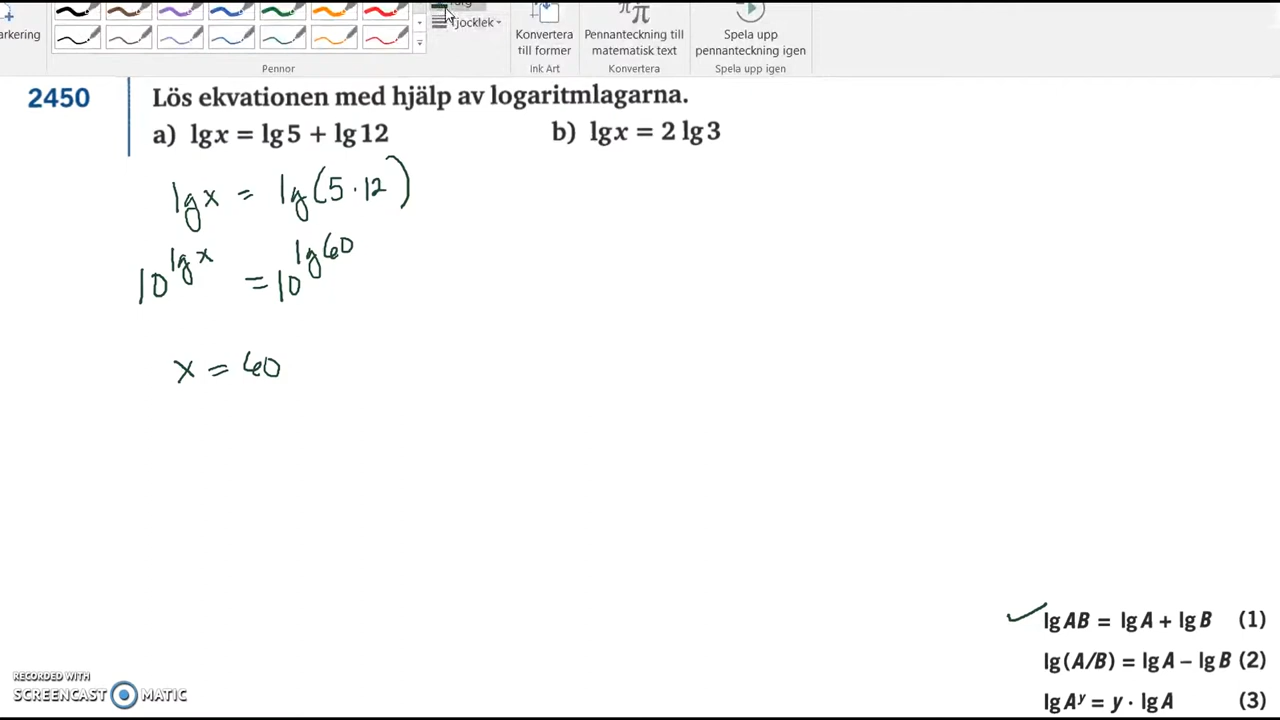 arkering
Tjocklek
Konvertera
till former
Pennanteckning till
matematisk text
Spela upp
pennanteckning igen
Pennor
Ink Art
Konvertera
Spela upp igen
2450
Lös ekvationen med hjälp av logaritmlagarna.
a) lg x = lg 5 + lg 12
b) lg x = 2 lg 3
lg x = lg(5·12)
10^lg x = 10^lg 60
x = 60
lg AB = lg A + lg B (1)
lg(A/B) = lg A – lg B (2)
lg A^y = y · lg A (3)
RECORDED WITH
SCREENCAST MATIC